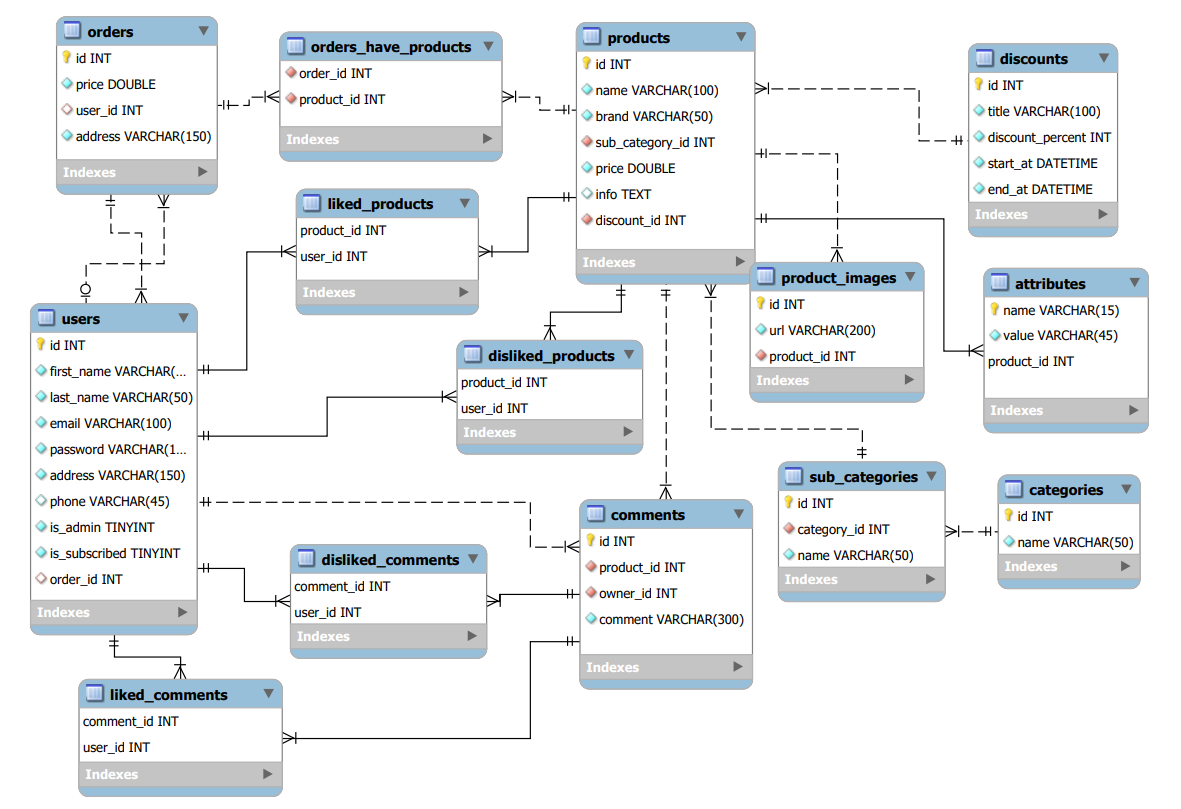 orders
id INT
price DOUBLE
user_id INT
address VARCHAR(150)
Indexes
orders_have_products
order_id INT
product_id INT
Indexes
products
id INT
name VARCHAR(100)
brand VARCHAR(50)
sub_category_id INT
price DOUBLE
info TEXT
discount_id INT
Indexes
discounts
id INT
title VARCHAR(100)
discount_percent INT
start_at DATETIME
end_at DATETIME
Indexes
liked_products
product_id INT
user_id INT
Indexes
product_images
id INT
url VARCHAR(200)
product_id INT
Indexes
attributes
name VARCHAR(15)
value VARCHAR(45)
product_id INT
Indexes
users
id INT
first_name VARCHAR(...
last_name VARCHAR(50)
email VARCHAR(100)
password VARCHAR(1...
address VARCHAR(150)
phone VARCHAR(45)
is_admin TINYINT
is_subscribed TINYINT
order_id INT
Indexes
disliked_products
product_id INT
user_id INT
Indexes
sub_categories
id INT
category_id INT
name VARCHAR(50)
Indexes
categories
id INT
name VARCHAR(50)
Indexes
comments
id INT
product_id INT
owner_id INT
comment VARCHAR(300)
Indexes
disliked_comments
comment_id INT
user_id INT
Indexes
liked_comments
comment_id INT
user_id INT
Indexes